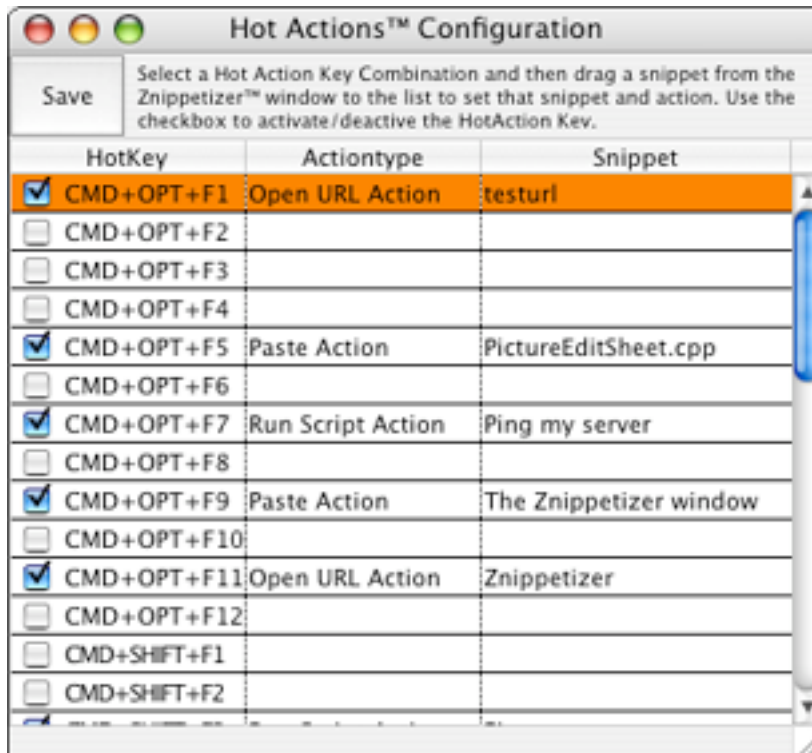 Hot Actions™ Configuration
Save
Select a Hot Action Key Combination and then drag a snippet from the
Znippetizer™ window to the list to set that snippet and action. Use the
checkbox to activate/deactive the HotAction Key.
HotKey Actiontype Snippet
CMD+OPT+F1 Open URL Action testurl
CMD+OPT+F2
CMD+OPT+F3
CMD+OPT+F4
CMD+OPT+F5 Paste Action PictureEditSheet.cpp
CMD+OPT+F6
CMD+OPT+F7 Run Script Action Ping my server
CMD+OPT+F8
CMD+OPT+F9 Paste Action The Znippetizer window
CMD+OPT+F10
CMD+OPT+F11 Open URL Action Znippetizer
CMD+OPT+F12
CMD+SHIFT+F1
CMD+SHIFT+F2